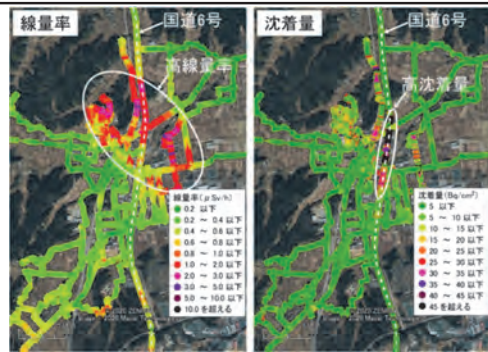 線量率
国道6号
高線量率
線量率(μSv/h)
0.2 以下
0.2 ～ 0.4 以下
0.4 ～ 0.6 以下
0.6 ～ 0.8 以下
0.8 ～ 1.0 以下
1.0 ～ 2.0 以下
2.0 ～ 3.0 以下
3.0 ～ 5.0 以下
5.0 ～ 10.0 以下
10.0 を超える
沈着量
国道6号
高沈着量
沈着量(Bq/cm²)
5 以下
5 ～ 10 以下
10 ～ 15 以下
15 ～ 20 以下
20 ～ 25 以下
25 ～ 30 以下
30 ～ 35 以下
35 ～ 40 以下
40 ～ 45 以下
45 を超える